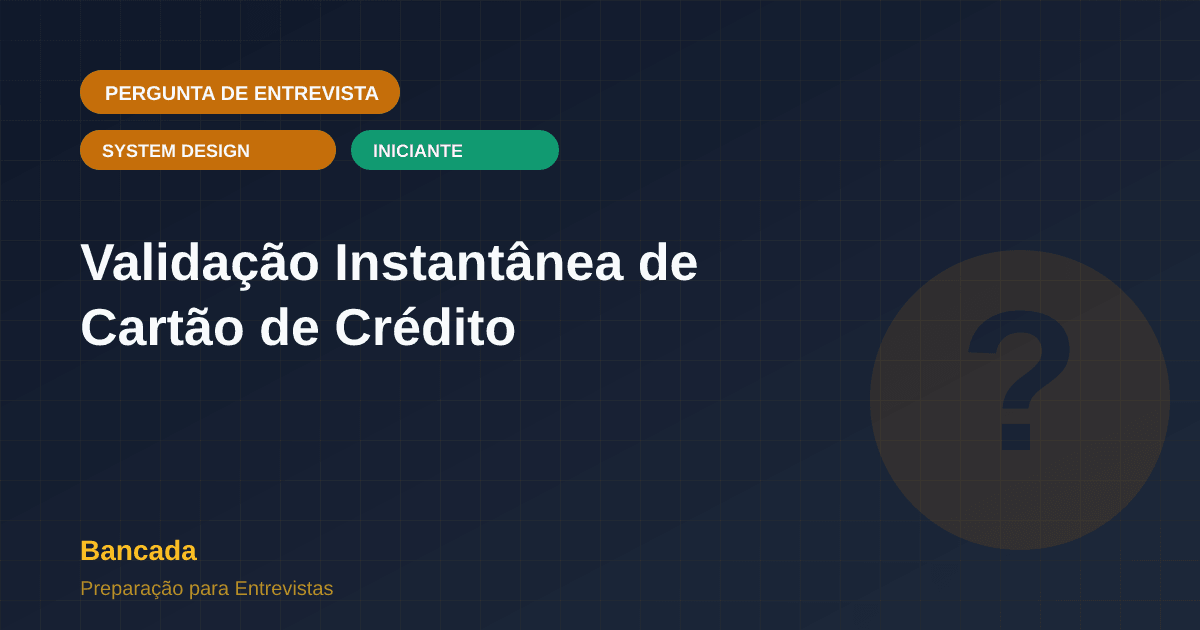 PERGUNTA DE ENTREVISTA
SYSTEM DESIGN
INICIANTE
Validação Instantânea de
Cartão de Crédito
?
Bancada
Preparação para Entrevistas